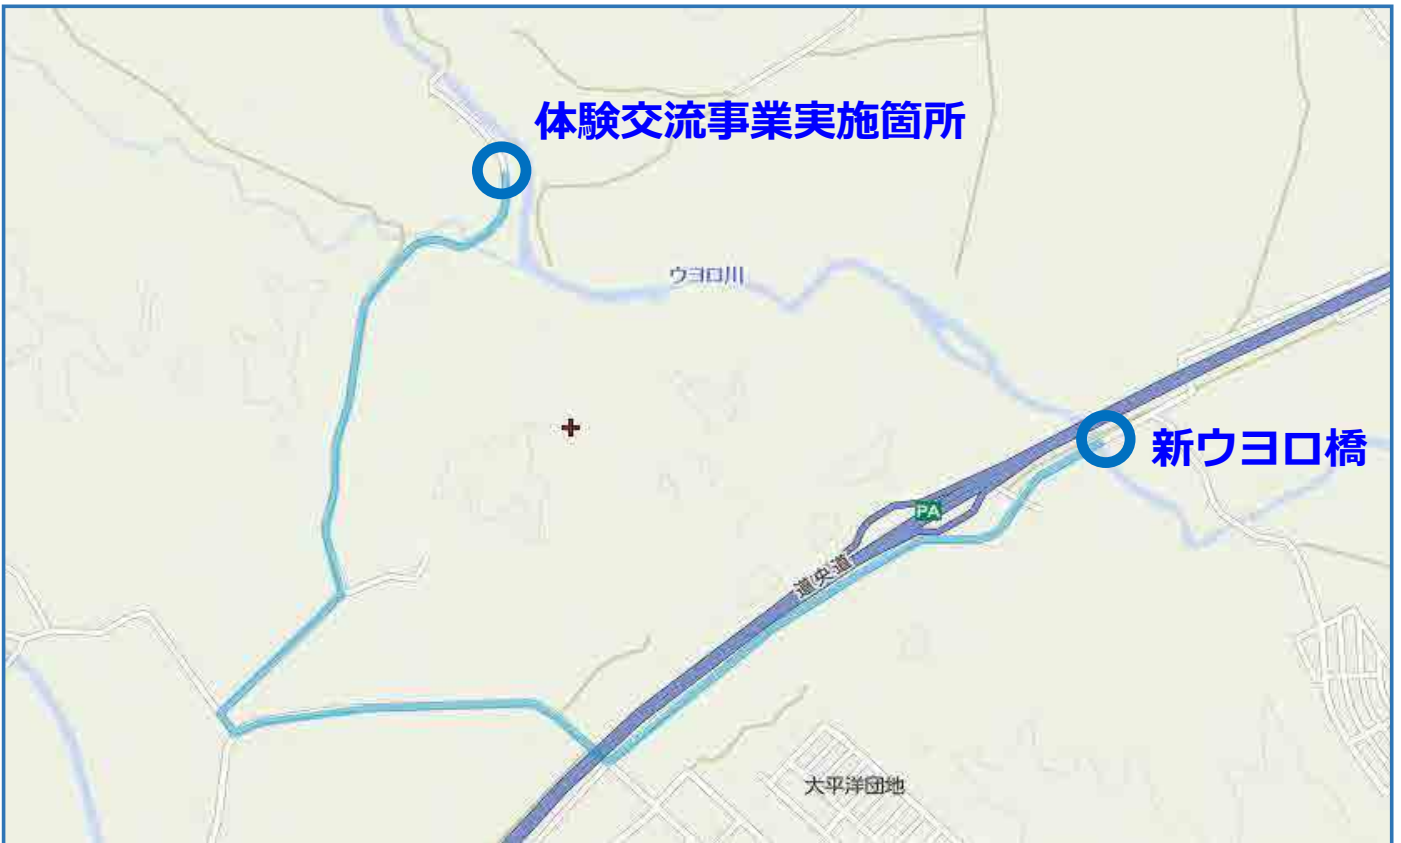 体験交流事業実施箇所
ウヨロ川
新ウヨロ橋
PA
道央道
大平洋団地